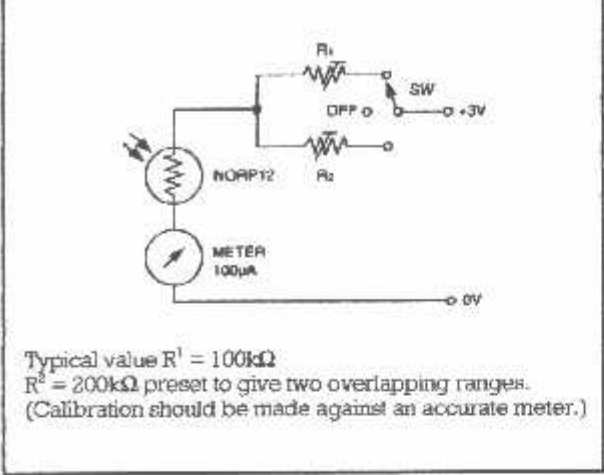 R₁
SW
OFF
+3V
R₂
NORP12
METER
100µA
0V
Typical value R¹ = 100kΩ
R² = 200kΩ preset to give two overlapping ranges.
(Calibration should be made against an accurate meter.)